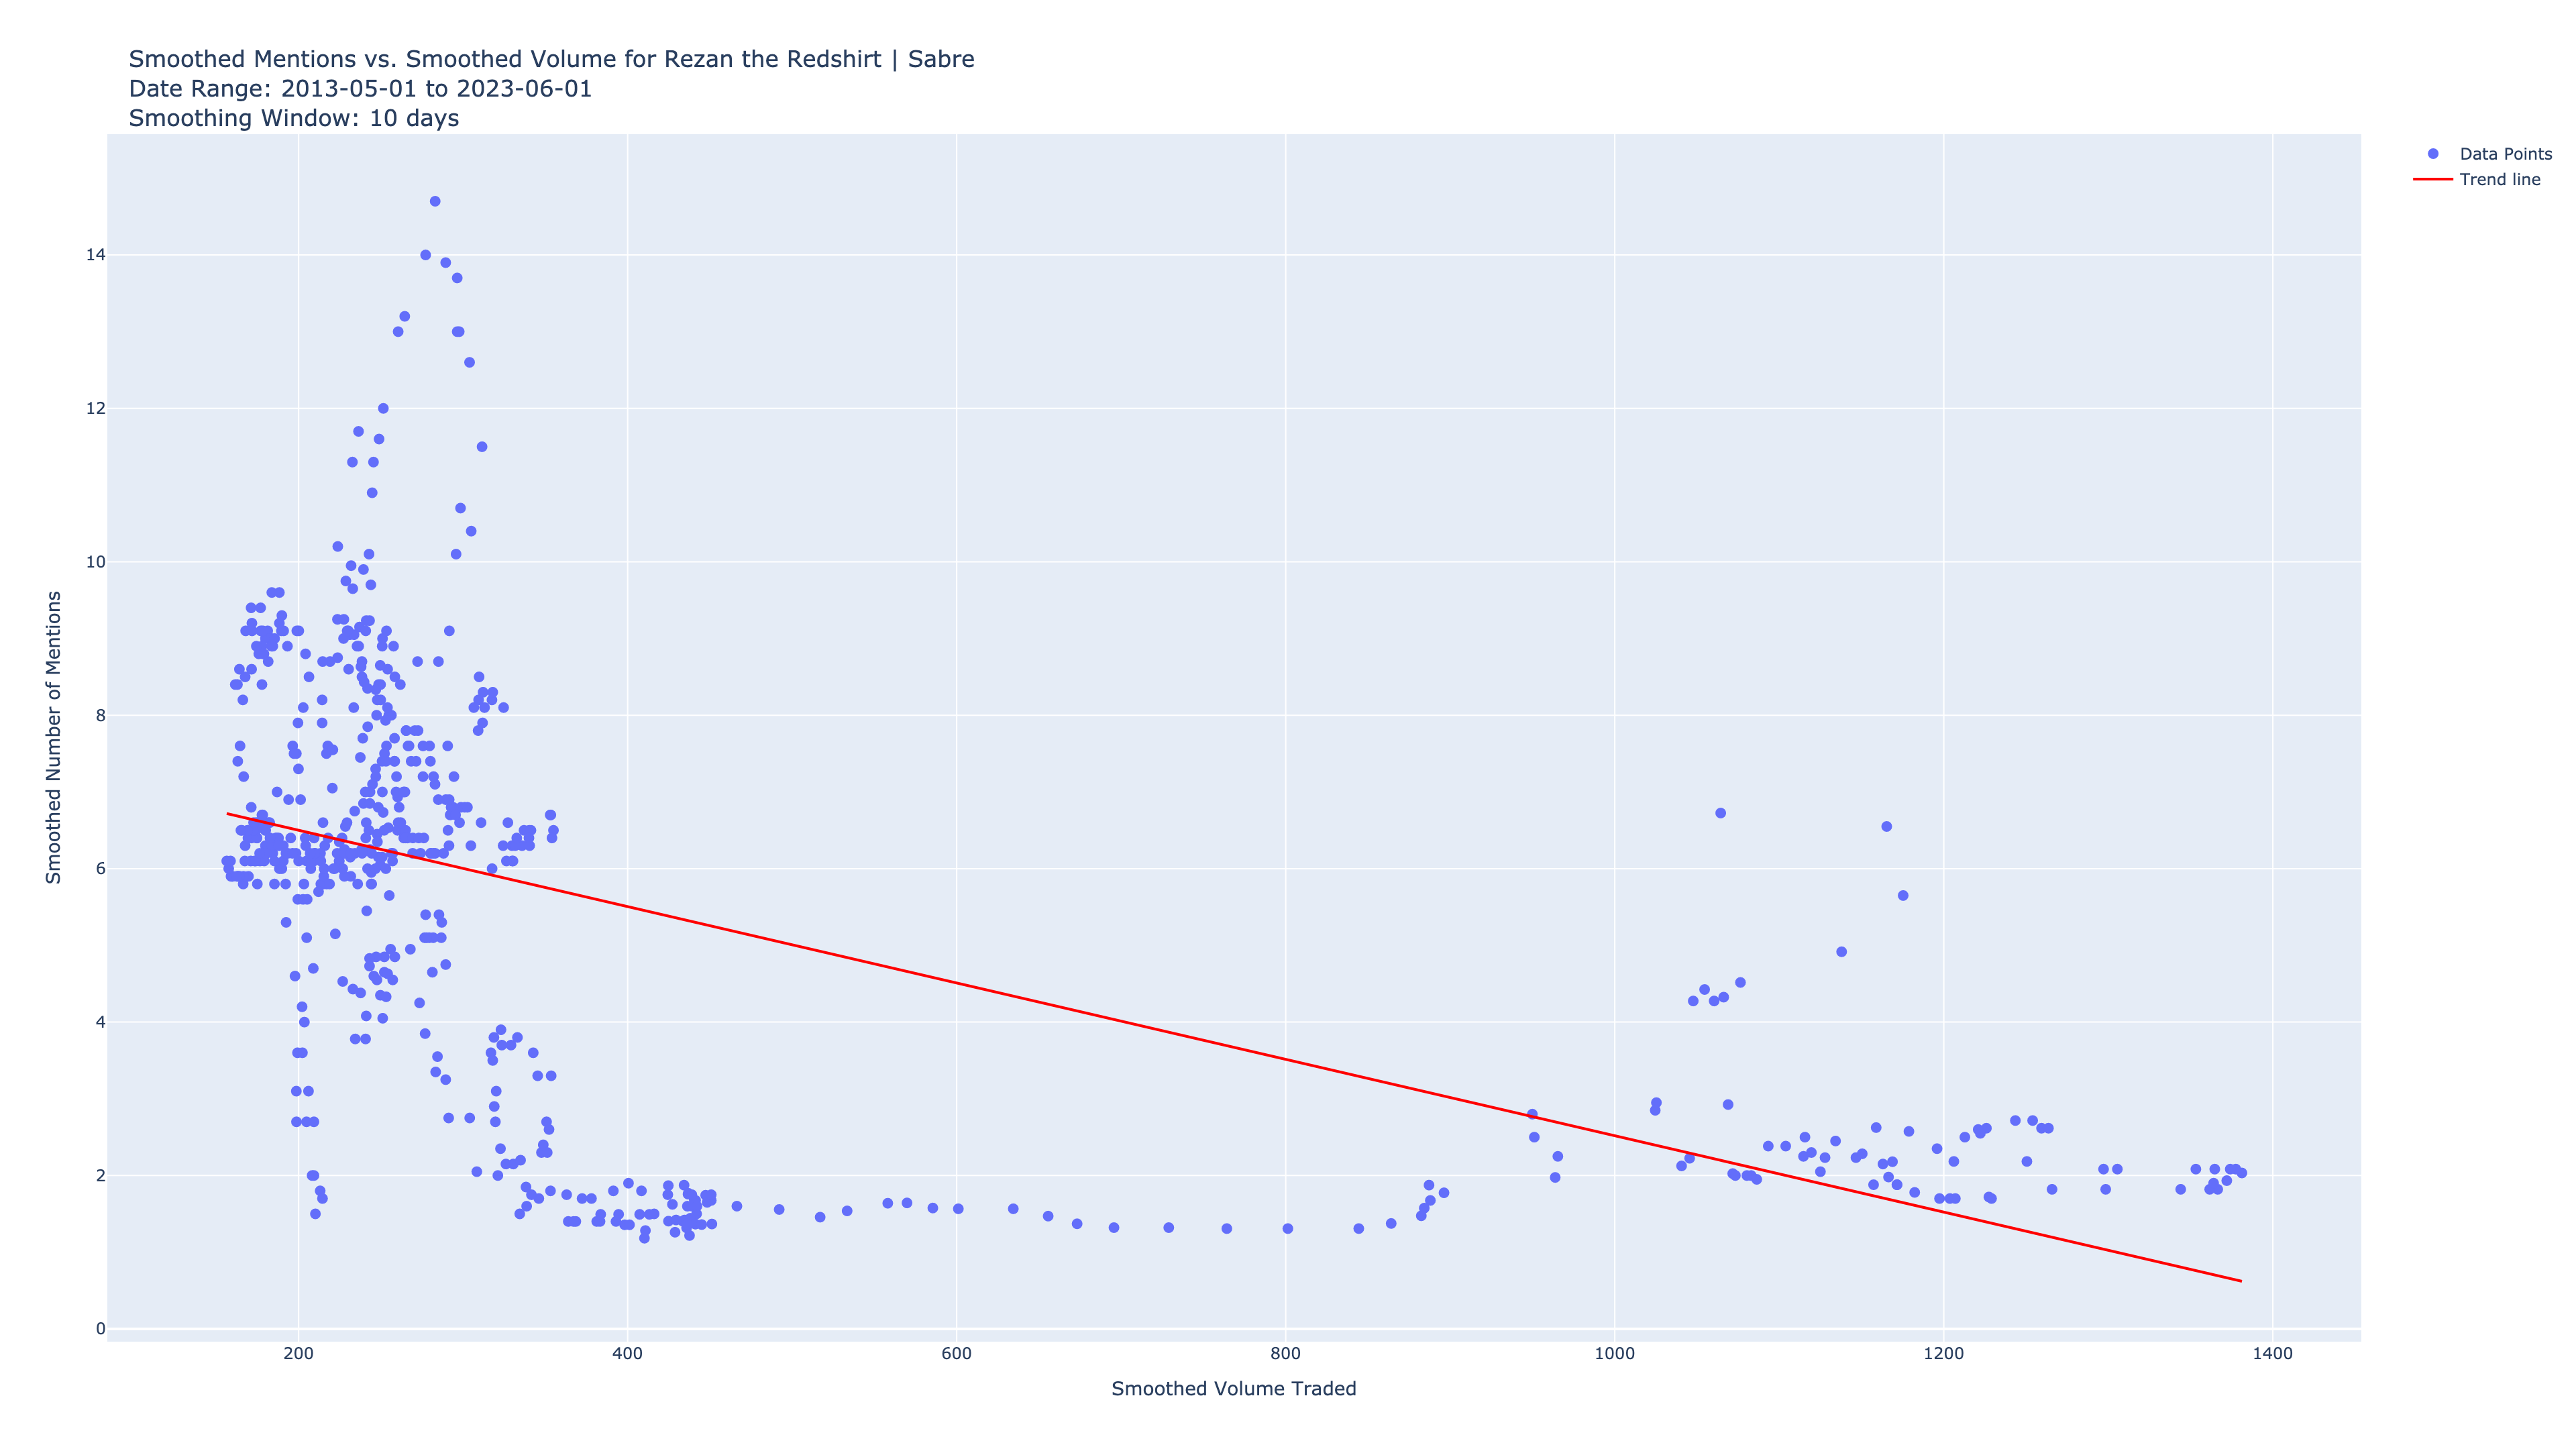 Smoothed Mentions vs. Smoothed Volume for Rezan the Redshirt | Sabre
Date Range: 2013-05-01 to 2023-06-01
Smoothing Window: 10 days
Data Points
Trend line
Smoothed Number of Mentions
14
12
10
8
6
4
2
0
200 400 600 800 1000 1200 1400
Smoothed Volume Traded